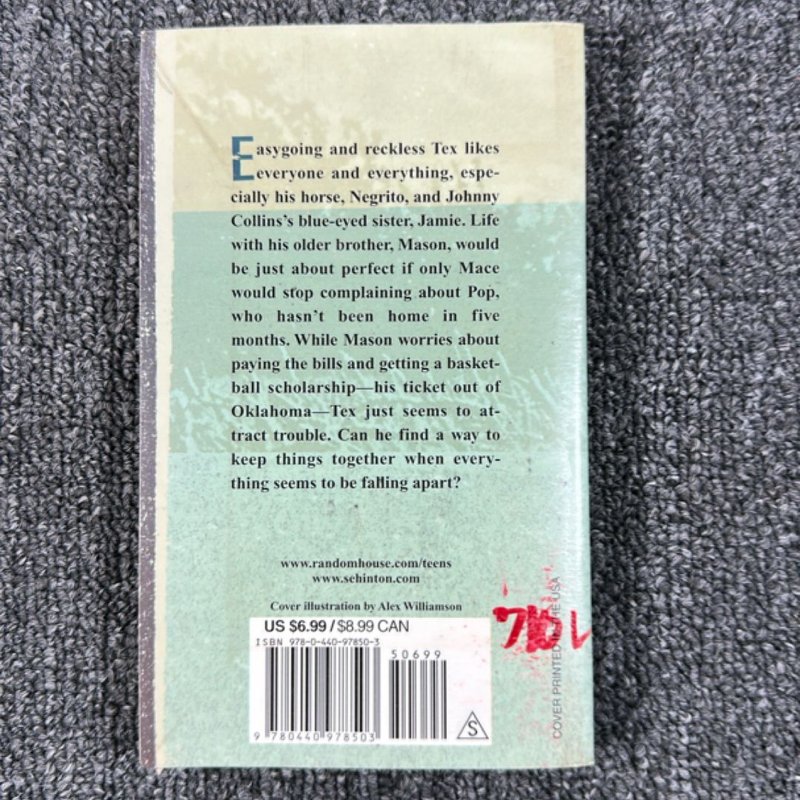 Easygoing and reckless Tex likes
everyone and everything, espe-
cially his horse, Negrito, and Johnny
Collins's blue-eyed sister, Jamie. Life
with his older brother, Mason, would
be just about perfect if only Mace
would stop complaining about Pop,
who hasn't been home in five
months. While Mason worries about
paying the bills and getting a basket-
ball scholarship—his ticket out of
Oklahoma—Tex just seems to at-
tract trouble. Can he find a way to
keep things together when every-
thing seems to be falling apart?
www.randomhouse.com/teens
www.sehinton.com
Cover illustration by Alex Williamson
US $6.99 / $8.99 CAN
ISBN 978-0-440-97850-3
50699
9 780440 978503
S
COVER PRINTED IN THE USA